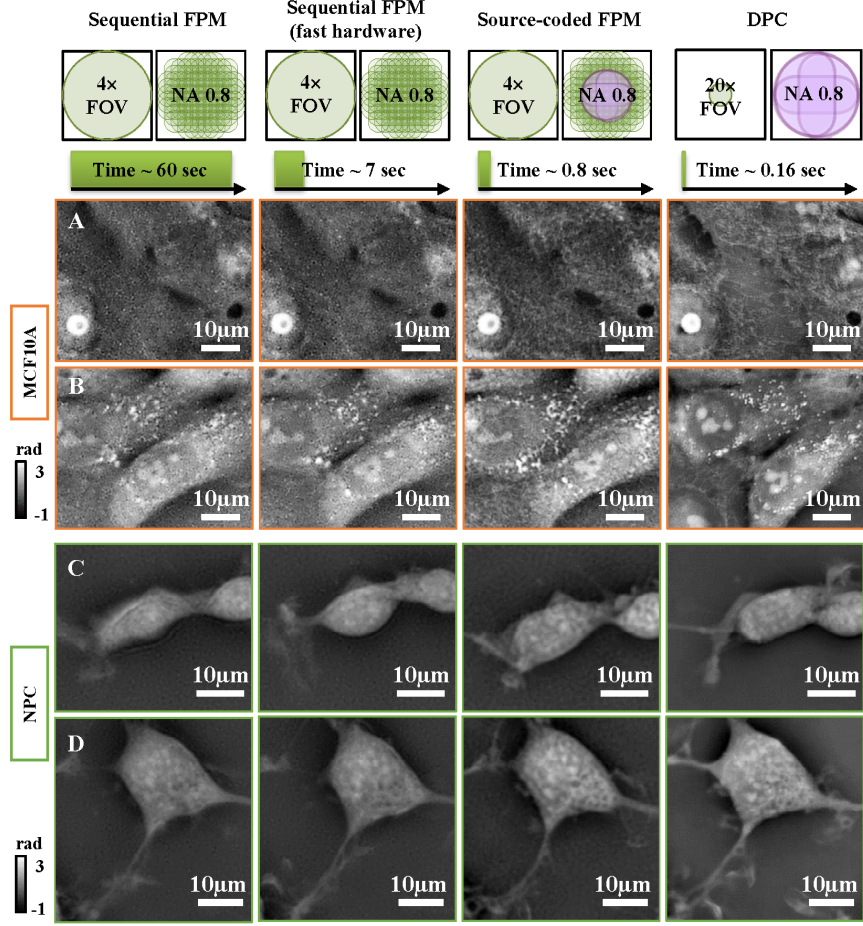 Sequential FPM
Sequential FPM
(fast hardware)
Source-coded FPM
DPC
4×
FOV
NA 0.8
4×
FOV
NA 0.8
4×
FOV
NA 0.8
20×
FOV
NA 0.8
Time ~ 60 sec
Time ~ 7 sec
Time ~ 0.8 sec
Time ~ 0.16 sec
MCF10A
A
10μm
10μm
10μm
10μm
B
10μm
10μm
10μm
10μm
rad
3
-1
NPC
C
10μm
10μm
10μm
10μm
D
10μm
10μm
10μm
10μm
rad
3
-1